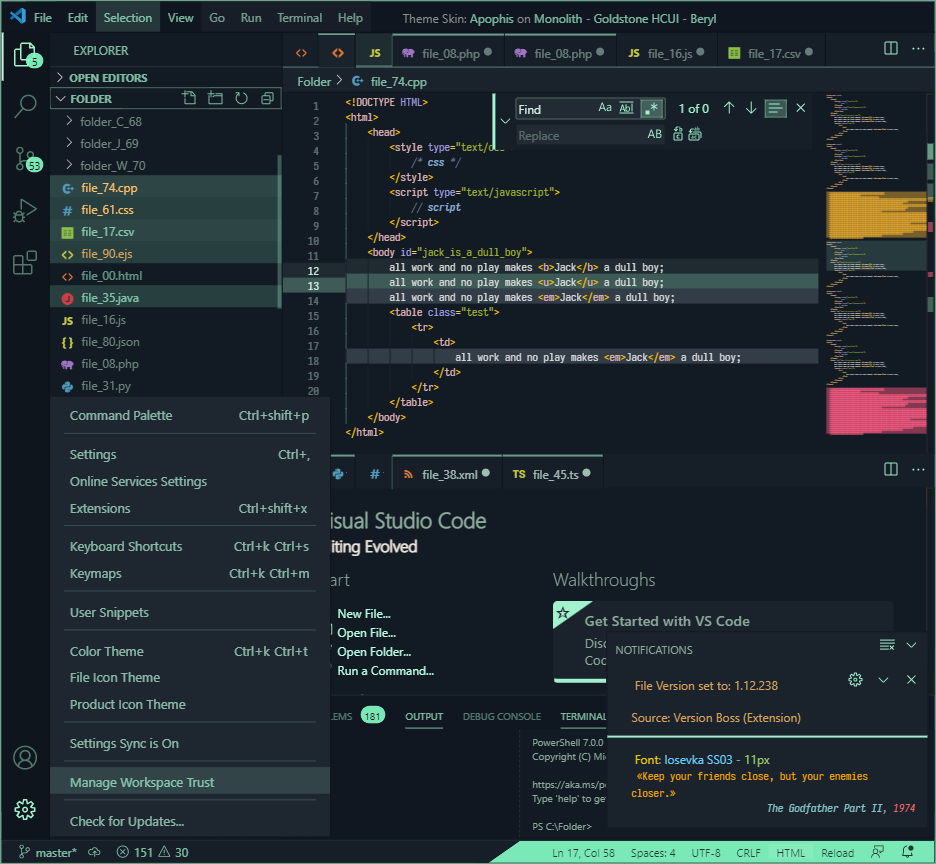 File Edit Selection View Go Run Terminal Help Theme Skin: Apophis on Monolith - Goldstone HCUI - Beryl
EXPLORER
5
OPEN EDITORS
FOLDER
folder_C_68
folder_J_69
folder_W_70
file_74.cpp
file_61.css
file_17.csv
file_90.ejs
file_00.html
file_35.java
file_16.js
file_80.json
file_08.php
file_31.py
53
JS file_08.php file_08.php JS file_16.js file_17.csv
Folder > file_74.cpp
1 <!DOCTYPE HTML>
2 <html>
3 <head>
4 <style type="text/
5 /* css */
6 </style>
7 <script type="text/javascript">
8 // script
9 </script>
10 </head>
11 <body id="jack_is_a_dull_boy">
12 all work and no play makes <b>Jack</b> a dull boy;
13 all work and no play makes <u>Jack</u> a dull boy;
14 all work and no play makes <em>Jack</em> a dull boy;
15 <table class="test">
16 <tr>
17 <td>
18 all work and no play makes <em>Jack</em> a dull boy;
19 </td>
20 </tr>
</table>
</body>
</html>
Find Aa Abl .* 1 of 0
Replace AB
Command Palette Ctrl+shift+p
Settings Ctrl+,
Online Services Settings
Extensions Ctrl+shift+x
Keyboard Shortcuts Ctrl+k Ctrl+s
Keymaps Ctrl+k Ctrl+m
User Snippets
Color Theme Ctrl+k Ctrl+t
File Icon Theme
Product Icon Theme
Settings Sync is On
Manage Workspace Trust
Check for Updates...
# file_38.xml TS file_45.ts
isual Studio Code
iting Evolved
art
New File...
Open File...
Open Folder...
Run a Command...
Walkthroughs
Get Started with VS Code
Disc
Coc
LEMS 181 OUTPUT DEBUG CONSOLE TERMINAL
PowerShell 7.0.0
Copyright (C) Mi
https://aka.ms/p
Type 'help' to ge
PS C:\Folder>
NOTIFICATIONS
File Version set to: 1.12.238
Source: Version Boss (Extension)
Font: Iosevka SS03 - 11px
«Keep your friends close, but your enemies
closer.»
The Godfather Part II, 1974
master* 151 30 Ln 17, Col 58 Spaces: 4 UTF-8 CRLF HTML Reload